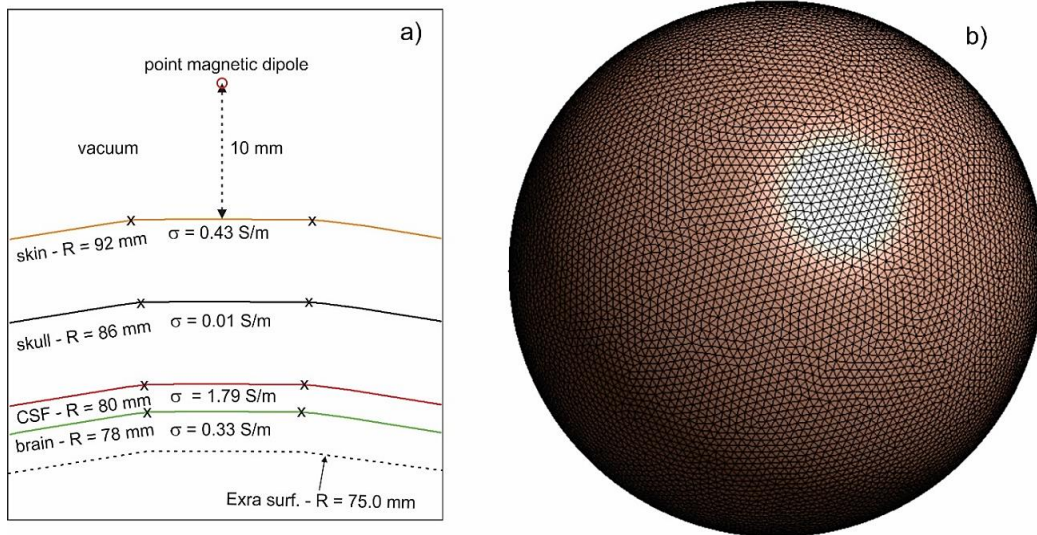 a)
point magnetic dipole
vacuum
10 mm
skin - R = 92 mm
σ = 0.43 S/m
skull - R = 86 mm
σ = 0.01 S/m
CSF - R = 80 mm
σ = 1.79 S/m
brain - R = 78 mm
σ = 0.33 S/m
Exra surf. - R = 75.0 mm
b)